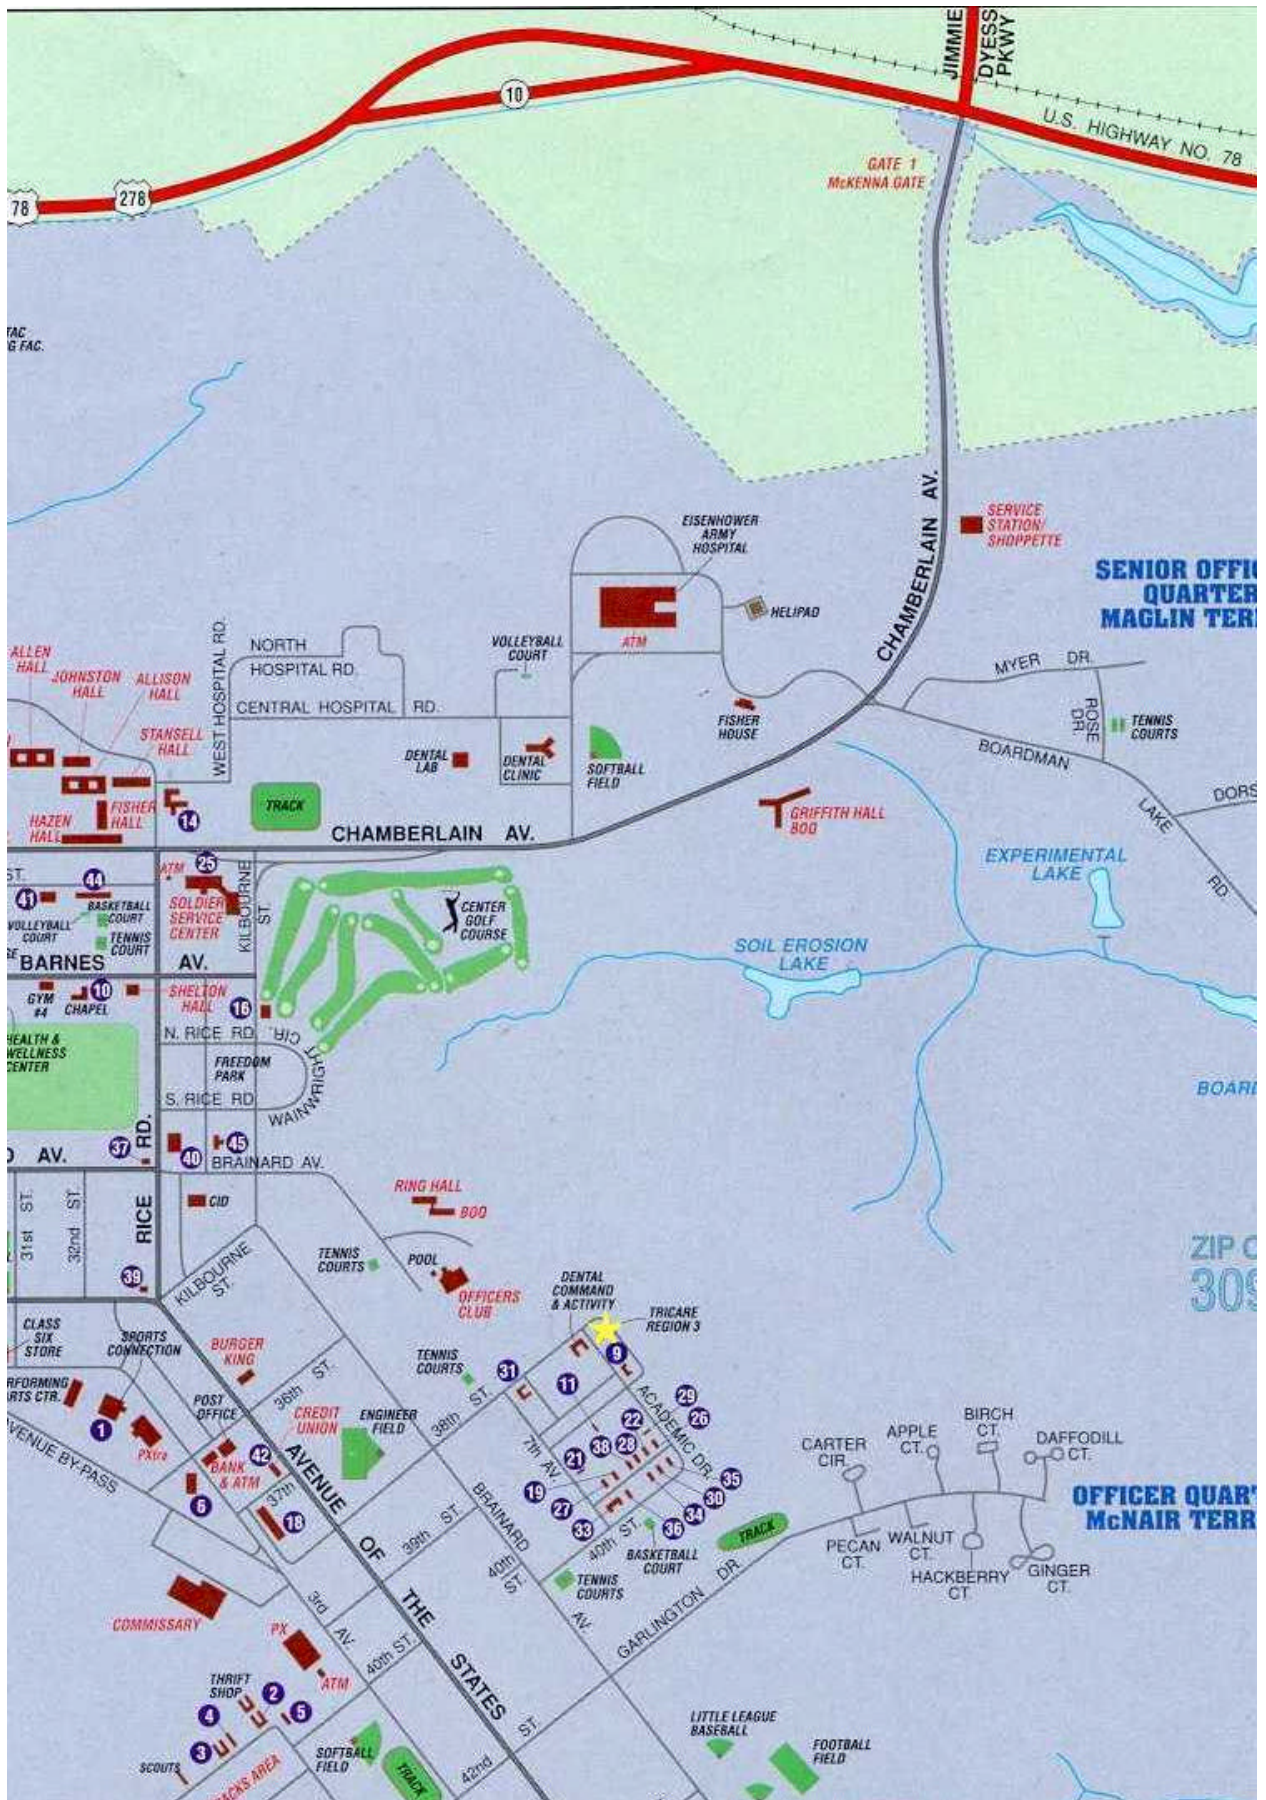 JIMMIE
DYESS
PKWY
10
U.S. HIGHWAY NO. 78
GATE 1
McKENNA GATE
78
278
TAC
G FAC.
CHAMBERLAIN AV.
SERVICE
STATION/
SHOPPETTE
EISENHOWER
ARMY
HOSPITAL
SENIOR OFFIC
QUARTER
MAGLIN TER
HELIPAD
ATM
ALLEN
HALL
JOHNSTON
HALL
ALLISON
HALL
STANSELL
HALL
WEST HOSPITAL RD.
NORTH
HOSPITAL RD.
VOLLEYBALL
COURT
CENTRAL HOSPITAL RD.
MYER DR.
ROSE
DR.
TENNIS
COURTS
FISHER
HOUSE
BOARDMAN
LAKE
RD.
DORS
DENTAL
LAB
DENTAL
CLINIC
SOFTBALL
FIELD
HAZEN
HALL
FISHER
HALL
14
TRACK
CHAMBERLAIN AV.
GRIFFITH HALL
BOQ
EXPERIMENTAL
LAKE
ST.
ATM
25
44
41
BASKETBALL
COURT
VOLLEYBALL
COURT
TENNIS
COURT
SOLDIER
SERVICE
CENTER
KILBOURNE
ST.
CENTER
GOLF
COURSE
SE
BARNES AV.
SOIL EROSION
LAKE
GYM
#4
CHAPEL
10
SHELTON
HALL
16
N. RICE RD.
WAINWRIGHT CIR.
HEALTH &
WELLNESS
CENTER
FREEDOM
PARK
S. RICE RD
BOARD
37
RICE RD.
40
45
D AV.
BRAINARD AV.
31st ST.
32nd ST.
CID
RING HALL
BOQ
39
KILBOURNE
ST.
TENNIS
COURTS
POOL
OFFICERS
CLUB
DENTAL
COMMAND
& ACTIVITY
TRICARE
REGION 3
ZIP C
309
CLASS
SIX
STORE
SPORTS
CONNECTION
BURGER
KING
36th ST.
TENNIS
COURTS
31
9
11
RFORMING
RTS CTR.
1
PXtra
POST
OFFICE
CREDIT
UNION
ENGINEER
FIELD
38th ST.
ACADEMIC DR.
29
26
22
28
38
21
7th AV.
19
27
33
35
30
34
36
VENUE BY-PASS
BANK
& ATM
42
6
37th
18
AVENUE OF THE STATES
39th ST.
BRAINARD AV.
40th
ST.
40th ST.
BASKETBALL
COURT
TENNIS
COURTS
TRACK
GARLINGTON DR
CARTER
CIR
APPLE
CT.
BIRCH
CT.
DAFFODILL
CT.
OFFICER QUAR
McNAIR TERR
PECAN
CT.
WALNUT
CT.
HACKBERRY
CT.
GINGER
CT.
COMMISSARY
3rd AV.
PX
ATM
40th ST.
THRIFT
SHOP
2
4
5
3
SCOUTS
ACKS AREA
SOFTBALL
FIELD
TRACK
42nd ST.
LITTLE LEAGUE
BASEBALL
FOOTBALL
FIELD